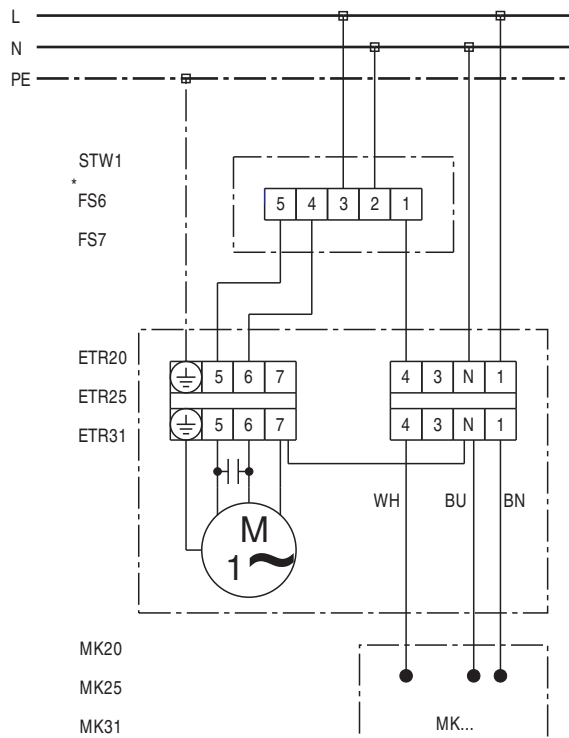 L
N
PE
STW1
*
FS6
5 4 3 2 1
FS7
ETR20
5 6 7 4 3 N 1
ETR25
ETR31
5 6 7 4 3 N 1
WH BU BN
M
1~
MK20
MK25
MK31
MK...